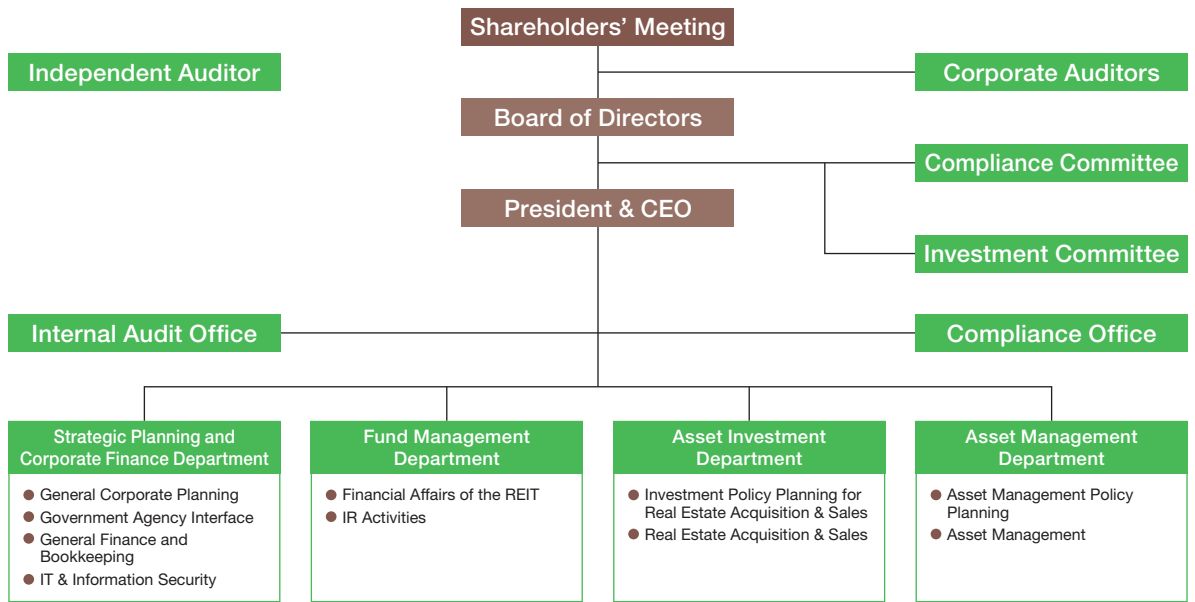 Shareholders’ Meeting
Independent Auditor
Corporate Auditors
Board of Directors
Compliance Committee
President & CEO
Investment Committee
Internal Audit Office
Compliance Office
Strategic Planning and
Corporate Finance Department
General Corporate Planning
Government Agency Interface
General Finance and
Bookkeeping
IT & Information Security
Fund Management
Department
Financial Affairs of the REIT
IR Activities
Asset Investment
Department
Investment Policy Planning for
Real Estate Acquisition & Sales
Real Estate Acquisition & Sales
Asset Management
Department
Asset Management Policy
Planning
Asset Management